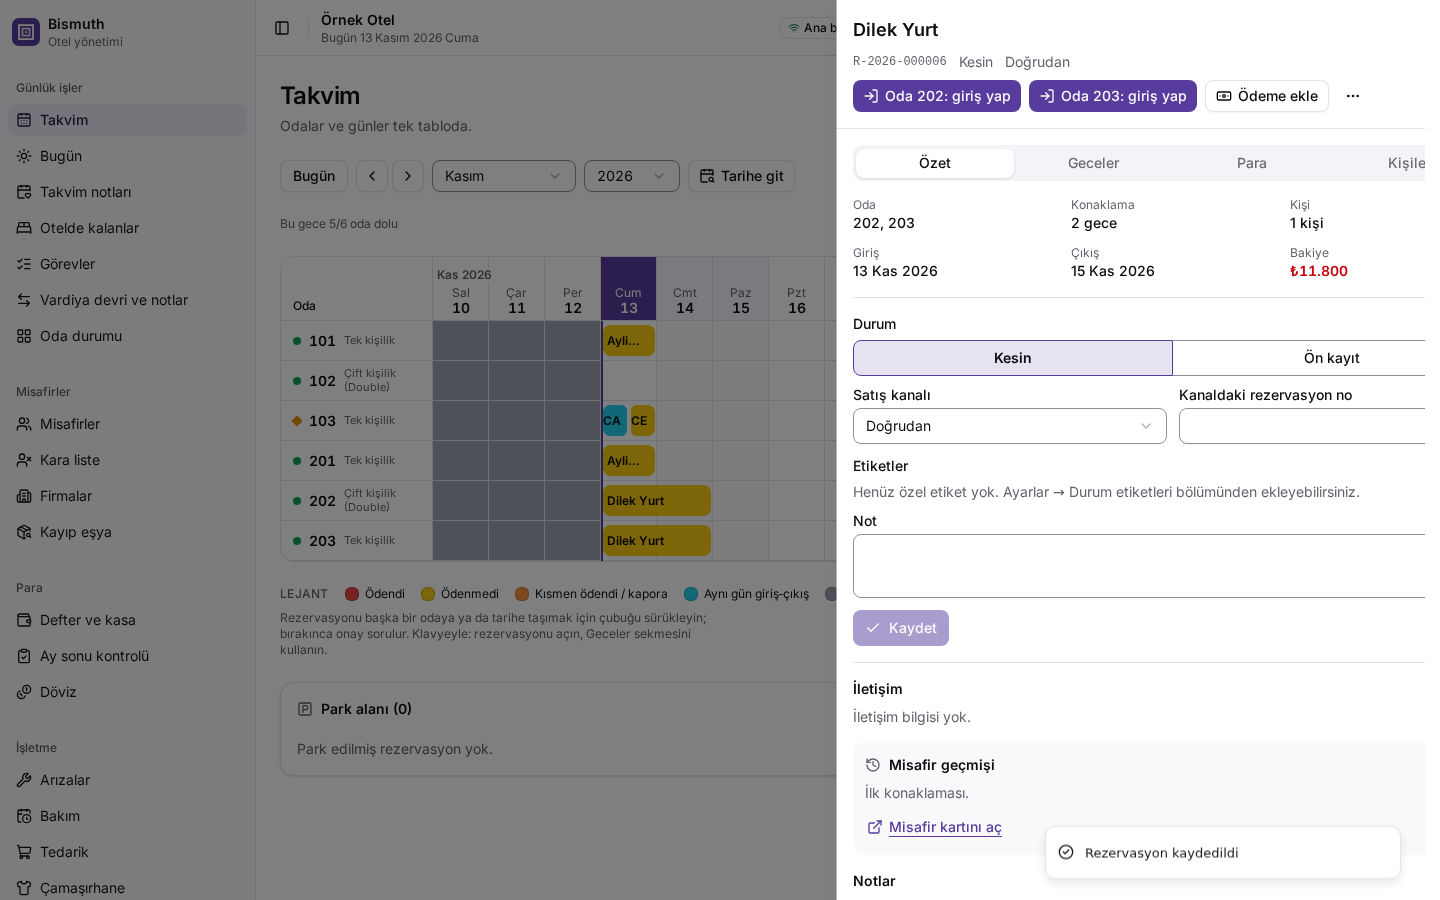 Bismuth
Otel yönetimi
Günlük işler
Takvim
Bugün
Takvim notları
Otelde kalanlar
Görevler
Vardiya devri ve notlar
Oda durumu
Misafirler
Misafirler
Kara liste
Firmalar
Kayıp eşya
Para
Defter ve kasa
Ay sonu kontrolü
Döviz
İşletme
Arızalar
Bakım
Tedarik
Çamaşırhane
Örnek Otel
Bugün 13 Kasım 2026 Cuma
Ana b
Takvim
Odalar ve günler tek tabloda.
Bugün
Kasım
2026
Tarihe git
Bu gece 5/6 oda dolu
Kas 2026
Oda
Sal 10
Çar 11
Per 12
Cum 13
Cmt 14
Paz 15
Pzt 16
101 Tek kişilik
Ayli...
102 Çift kişilik (Double)
103 Tek kişilik
CA
CE
201 Tek kişilik
Ayli...
202 Çift kişilik (Double)
Dilek Yurt
203 Tek kişilik
Dilek Yurt
LEJANT
Ödendi
Ödenmedi
Kısmen ödendi / kapora
Aynı gün giriş-çıkış
Rezervasyonu başka bir odaya ya da tarihe taşımak için çubuğu sürükleyin;
bırakınca onay sorulur. Klavyeyle: rezervasyonu açın, Geceler sekmesini
kullanın.
Park alanı (0)
Park edilmiş rezervasyon yok.
Dilek Yurt
R-2026-000006 Kesin Doğrudan
Oda 202: giriş yap
Oda 203: giriş yap
Ödeme ekle
Özet
Geceler
Para
Kişile
Oda
202, 203
Konaklama
2 gece
Kişi
1 kişi
Giriş
13 Kas 2026
Çıkış
15 Kas 2026
Bakiye
₺11.800
Durum
Kesin
Ön kayıt
Satış kanalı
Doğrudan
Kanaldaki rezervasyon no
Etiketler
Henüz özel etiket yok. Ayarlar → Durum etiketleri bölümünden ekleyebilirsiniz.
Not
Kaydet
İletişim
İletişim bilgisi yok.
Misafir geçmişi
İlk konaklaması.
Misafir kartını aç
Rezervasyon kaydedildi
Notlar